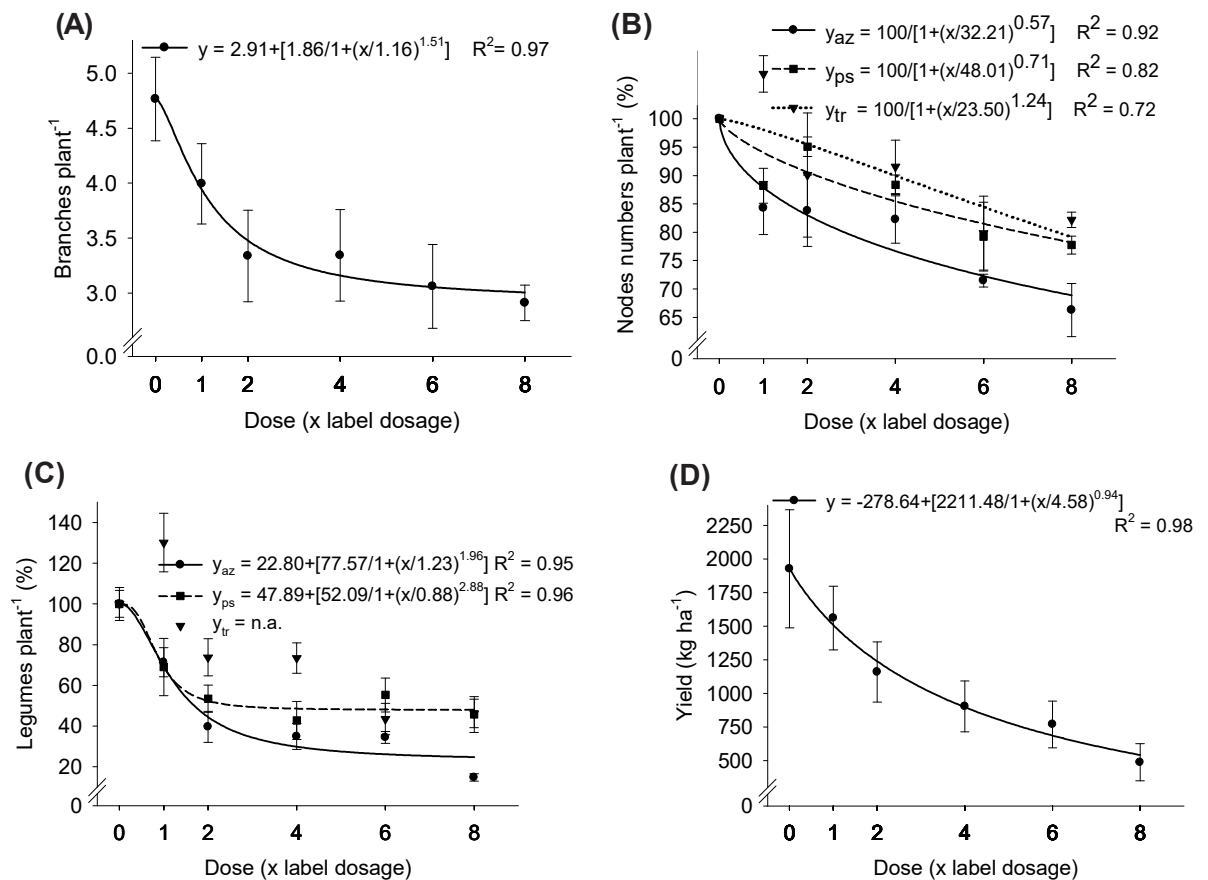 (A)
y = 2.91+[1.86/1+(x/1.16)^1.51] R^2= 0.97
Branches plant^-1
5.0
4.5
4.0
3.5
3.0
0.0
0 1 2 4 6 8
Dose (x label dosage)
(B)
y_az = 100/[1+(x/32.21)^0.57] R^2 = 0.92
y_ps = 100/[1+(x/48.01)^0.71] R^2 = 0.82
y_tr = 100/[1+(x/23.50)^1.24] R^2 = 0.72
Nodes numbers plant^-1 (%)
100
95
90
85
80
70
65
0
0 1 2 4 6 8
Dose (x label dosage)
(C)
y_az = 22.80+[77.57/1+(x/1.23)^1.96] R^2 = 0.95
y_ps = 47.89+[52.09/1+(x/0.88)^2.88] R^2 = 0.96
y_tr = n.a.
Legumes plant^-1 (%)
140
120
100
80
60
40
20
0
0 1 2 4 6 8
Dose (x label dosage)
(D)
y = -278.64+[2211.48/1+(x/4.58)^0.94]
R^2 = 0.98
Yield (kg ha^-1)
2250
2000
1750
1500
1250
1000
750
500
0
0 1 2 4 6 8
Dose (x label dosage)